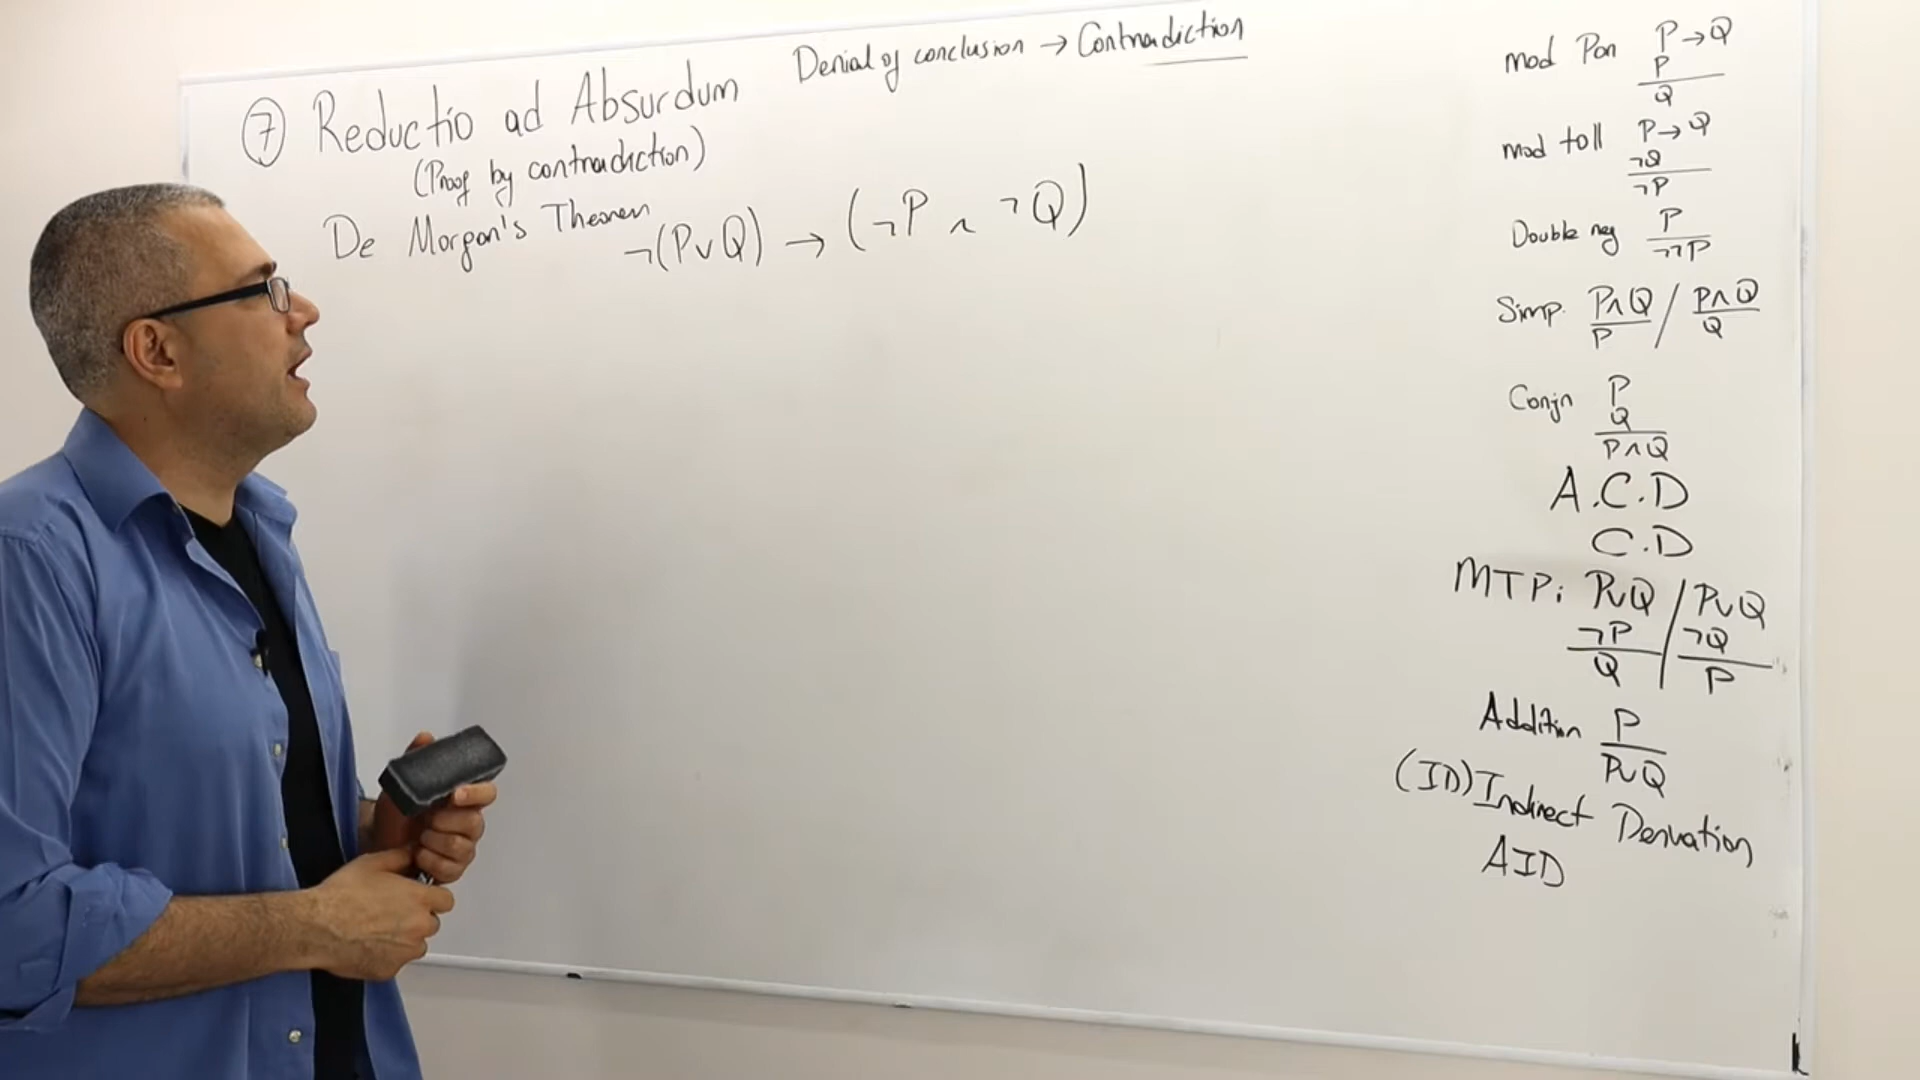 ⑦ Reductio ad Absurdum
Denial of conclusion → Contradiction
(Proof by contradiction)
De Morgan's Theorem ¬(P∨Q) → (¬P ∧ ¬Q)
mod Pon P→Q
P
Q
mod toll P→Q
¬Q
¬P
Double neg P
¬¬P
Simp. P∧Q / P∧Q
P Q
Conjn P
Q
P∧Q
A.C.D
C.D
MTP: P∨Q / P∨Q
¬P ¬Q
Q P
Addition P
P∨Q
(ID) Indirect Derivation
AID